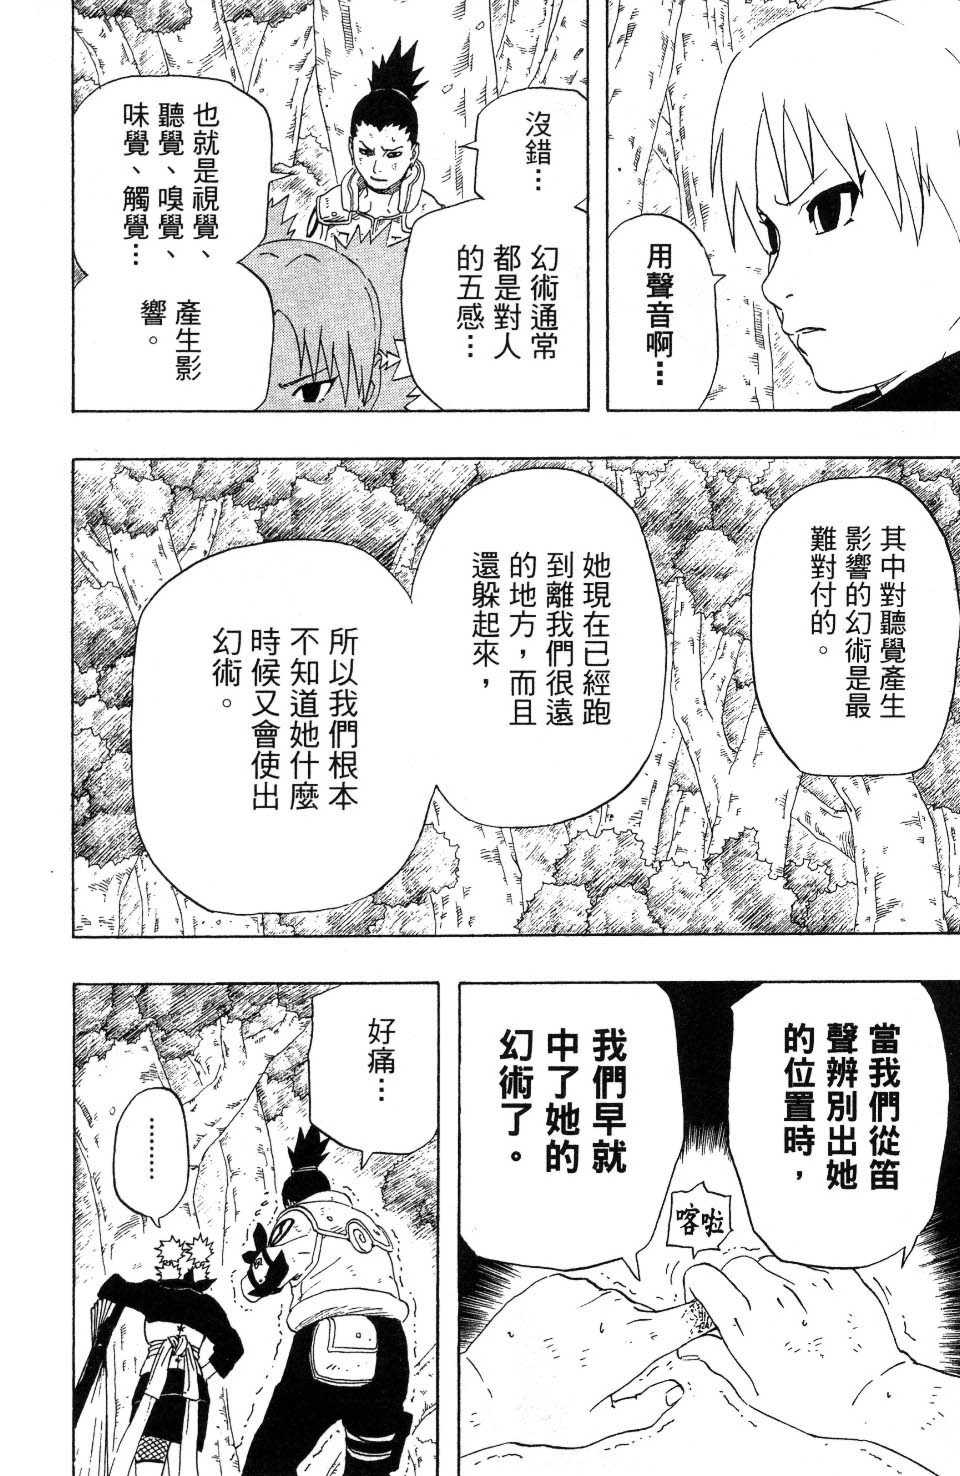 用聲音啊…
沒錯…
幻術通常
都是對人
的五感…
也就是視覺、
聽覺、嗅覺、
味覺、觸覺…
產生影
響。
其中對聽覺產生
影響的幻術是最
難對付的。
她現在已經跑
到離我們很遠
的地方，而且
還躲起來，
所以我們根本
不知道她什麼
時候又會使出
幻術。
當我們從笛
聲辨別出她
的位置時，
我們早就
中了她的
幻術了。
喀啦
好痛…
………